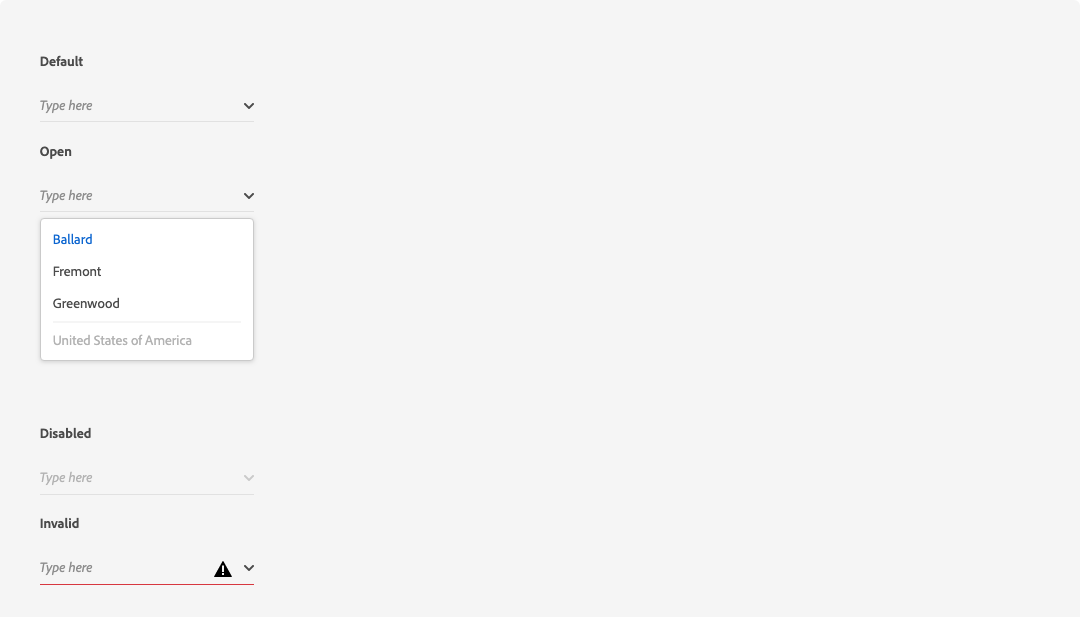 Default
Type here
Open
Type here
Ballard
Fremont
Greenwood
United States of America
Disabled
Type here
Invalid
Type here